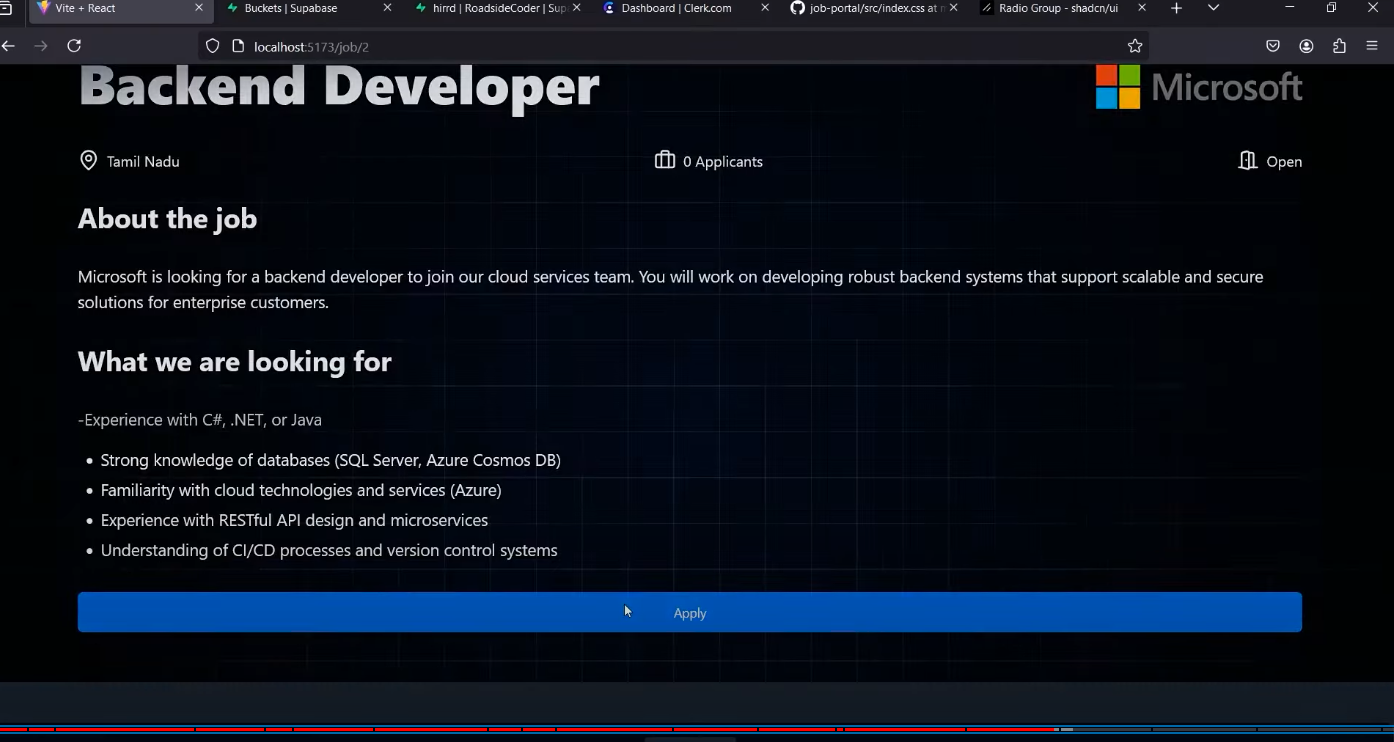 Vite + React
Buckets | Supabase
hirrd | RoadsideCoder | Sup
Dashboard | Clerk.com
job-portal/src/index.css at
Radio Group - shadcn/ui
localhost:5173/job/2
Backend Developer
Microsoft
Tamil Nadu
0 Applicants
Open
About the job
Microsoft is looking for a backend developer to join our cloud services team. You will work on developing robust backend systems that support scalable and secure
solutions for enterprise customers.
What we are looking for
-Experience with C#, .NET, or Java
• Strong knowledge of databases (SQL Server, Azure Cosmos DB)
• Familiarity with cloud technologies and services (Azure)
• Experience with RESTful API design and microservices
• Understanding of CI/CD processes and version control systems
Apply